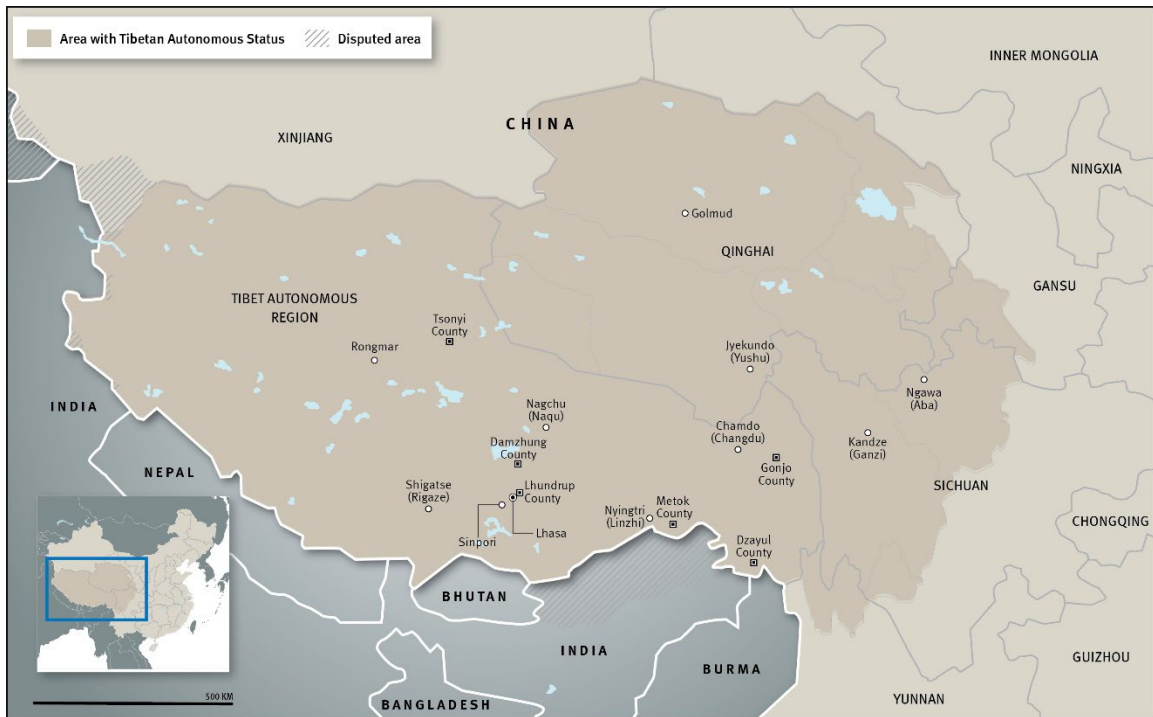 Area with Tibetan Autonomous Status
Disputed area
INNER MONGOLIA
CHINA
XINJIANG
NINGXIA
Golmud
QINGHAI
GANSU
TIBET AUTONOMOUS
REGION
Tsonyi
County
Rongmar
Jyekundo
(Yushu)
Ngawa
(Aba)
INDIA
Nagchu
(Naqu)
Chamdo
(Changdu)
Kandze
(Ganzi)
Damzhung
County
Gonjo
County
NEPAL
Shigatse
(Rigaze)
Lhundrup
County
SICHUAN
Nyingtri
(Linzhi)
Metok
County
CHONGQING
Sinpori
Lhasa
Dzayul
County
BHUTAN
INDIA
BURMA
GUIZHOU
500 KM
BANGLADESH
YUNNAN